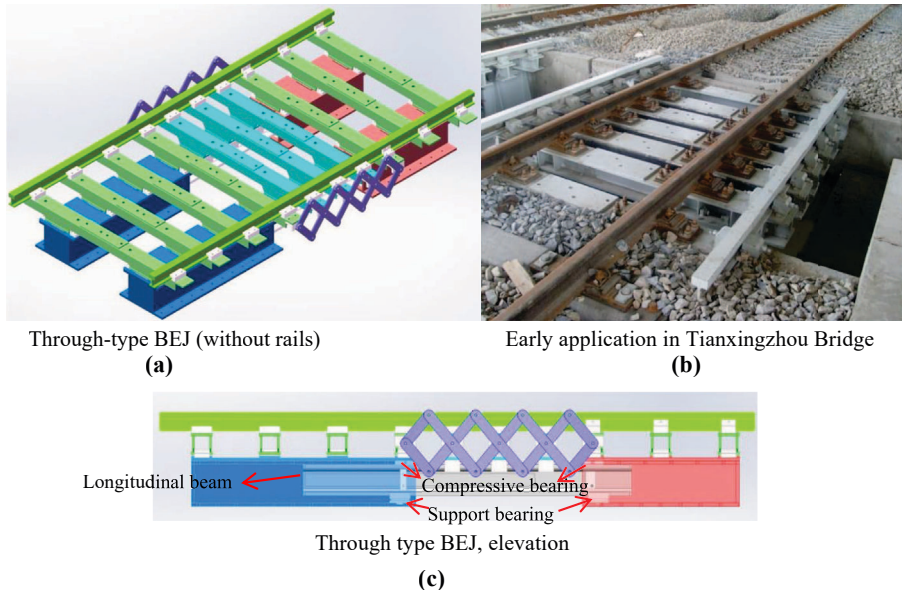 Through-type BEJ (without rails)
(a)
Early application in Tianxingzhou Bridge
(b)
Longitudinal beam
Compressive bearing
Support bearing
Through type BEJ, elevation
(c)